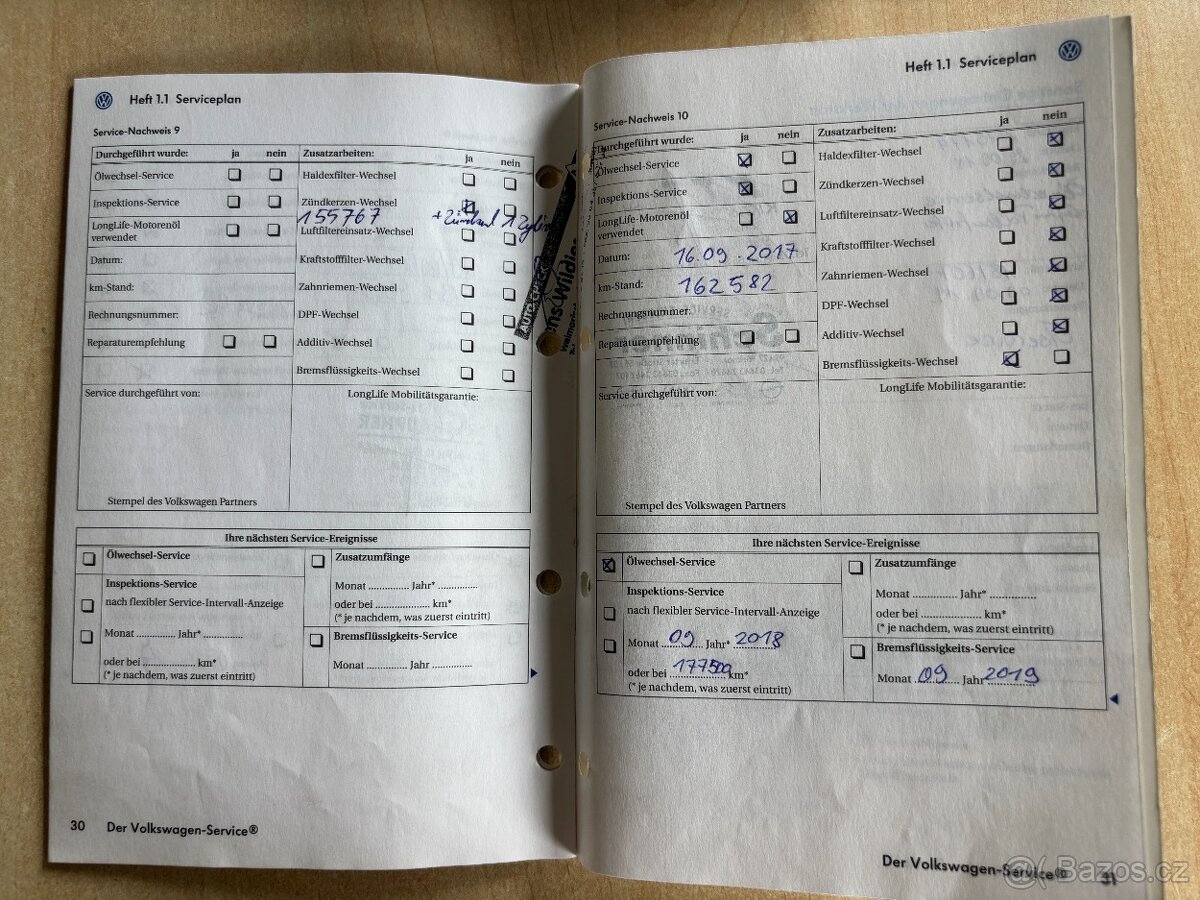 Heft 1.1 Serviceplan
Service-Nachweis 9
Durchgeführt wurde: ja nein
Ölwechsel-Service
Inspektions-Service
LongLife-Motorenöl
verwendet
Datum:
km-Stand:
Rechnungsnummer:
Reparaturempfehlung
Zusatzarbeiten: ja nein
Haldexfilter-Wechsel
Zündkerzen-Wechsel
155767
Luftfiltereinsatz-Wechsel
Kraftstofffilter-Wechsel
Zahnriemen-Wechsel
DPF-Wechsel
Additiv-Wechsel
Bremsflüssigkeits-Wechsel
Service durchgeführt von:
LongLife Mobilitätsgarantie:
Stempel des Volkswagen Partners
Ihre nächsten Service-Ereignisse
Ölwechsel-Service
Inspektions-Service
nach flexibler Service-Intervall-Anzeige
Monat ............. Jahr* .............
oder bei .................. km*
(* je nachdem, was zuerst eintritt)
Zusatzumfänge
Monat ............. Jahr* .............
oder bei .................. km*
(* je nachdem, was zuerst eintritt)
Bremsflüssigkeits-Service
Monat ............. Jahr .............
30 Der Volkswagen-Service®
Heft 1.1 Serviceplan
Service-Nachweis 10
Durchgeführt wurde: ja nein
Ölwechsel-Service
Inspektions-Service
LongLife-Motorenöl
verwendet
Datum: 16.09.2017
km-Stand: 162582
Rechnungsnummer:
Reparaturempfehlung
Zusatzarbeiten: ja nein
Haldexfilter-Wechsel
Zündkerzen-Wechsel
Luftfiltereinsatz-Wechsel
Kraftstofffilter-Wechsel
Zahnriemen-Wechsel
DPF-Wechsel
Additiv-Wechsel
Bremsflüssigkeits-Wechsel
Service durchgeführt von:
LongLife Mobilitätsgarantie:
Stempel des Volkswagen Partners
Ihre nächsten Service-Ereignisse
Ölwechsel-Service
Inspektions-Service
nach flexibler Service-Intervall-Anzeige
Monat 09 Jahr* 2018
oder bei 177500 km*
(* je nachdem, was zuerst eintritt)
Zusatzumfänge
Monat ............. Jahr* .............
oder bei .................. km*
(* je nachdem, was zuerst eintritt)
Bremsflüssigkeits-Service
Monat 09 Jahr 2019
Der Volkswagen-Service® 31
Bazos.cz